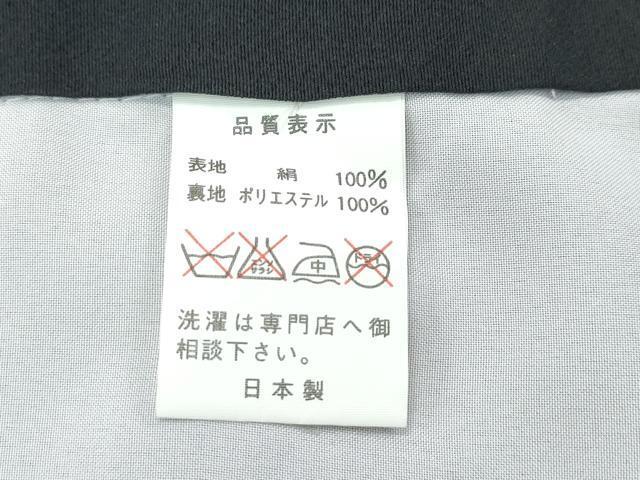 品質表示
表地 絹 100%
裏地 ポリエステル 100%
エンソサラシ 中 ドライ
洗濯は専門店へ御
相談下さい。
日本製